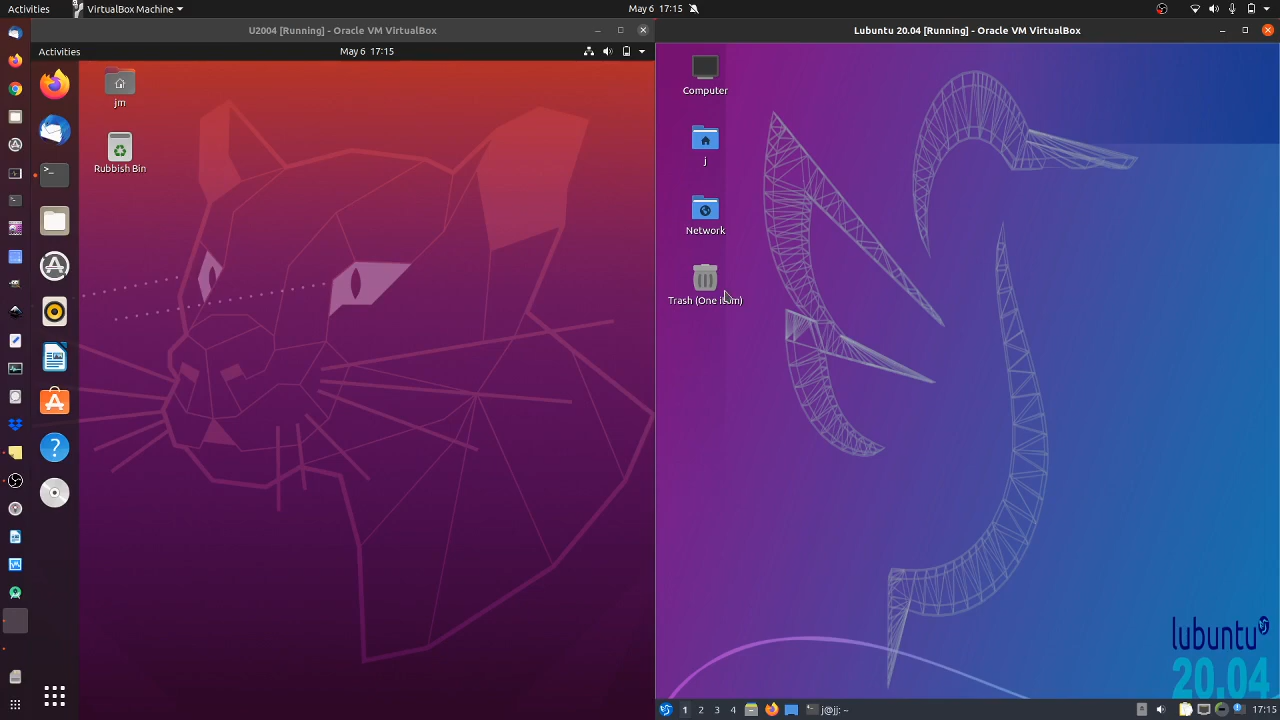 Activities
VirtualBox Machine
May 6 17:15
U2004 [Running] - Oracle VM VirtualBox
Activities
May 6 17:15
jm
Rubbish Bin
>_
?
Lubuntu 20.04 [Running] - Oracle VM VirtualBox
Computer
j
Network
Trash (One item)
lubuntu
20.04
1
2
3
4
j@jj: ~
17:15